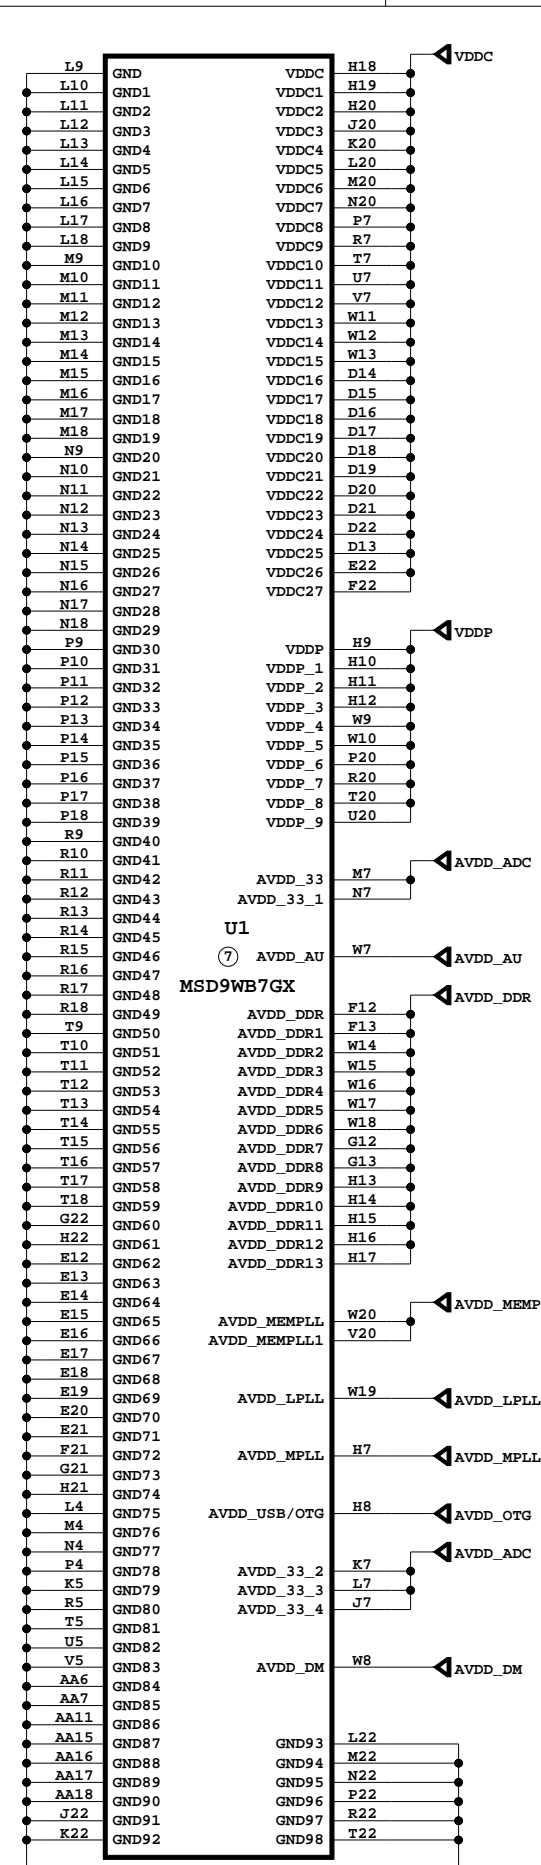 VDDC
L9 GND VDDC H18
L10 GND1 VDDC1 H19
L11 GND2 VDDC2 H20
L12 GND3 VDDC3 J20
L13 GND4 VDDC4 K20
L14 GND5 VDDC5 L20
L15 GND6 VDDC6 M20
L16 GND7 VDDC7 N20
L17 GND8 VDDC8 P7
L18 GND9 VDDC9 R7
M9 GND10 VDDC10 T7
M10 GND11 VDDC11 U7
M11 GND12 VDDC12 V7
M12 GND13 VDDC13 W11
M13 GND14 VDDC14 W12
M14 GND15 VDDC15 W13
M15 GND16 VDDC16 D14
M16 GND17 VDDC17 D15
M17 GND18 VDDC18 D16
M18 GND19 VDDC19 D17
N9 GND20 VDDC20 D18
N10 GND21 VDDC21 D19
N11 GND22 VDDC22 D20
N12 GND23 VDDC23 D21
N13 GND24 VDDC24 D22
N14 GND25 VDDC25 D13
N15 GND26 VDDC26 E22
N16 GND27 VDDC27 F22
N17 GND28
N18 GND29 VDDP
P9 GND30 VDDP H9
P10 GND31 VDDP_1 H10
P11 GND32 VDDP_2 H11
P12 GND33 VDDP_3 H12
P13 GND34 VDDP_4 W9
P14 GND35 VDDP_5 W10
P15 GND36 VDDP_6 P20
P16 GND37 VDDP_7 R20
P17 GND38 VDDP_8 T20
P18 GND39 VDDP_9 U20
R9 GND40
R10 GND41 AVDD_ADC
R11 GND42 AVDD_33 M7
R12 GND43 AVDD_33_1 N7
R13 GND44
U1
R14 GND45
R15 GND46 7 AVDD_AU W7 AVDD_AU
R16 GND47
MSD9WB7GX
R17 GND48 AVDD_DDR
R18 GND49 AVDD_DDR F12
T9 GND50 AVDD_DDR1 F13
T10 GND51 AVDD_DDR2 W14
T11 GND52 AVDD_DDR3 W15
T12 GND53 AVDD_DDR4 W16
T13 GND54 AVDD_DDR5 W17
T14 GND55 AVDD_DDR6 W18
T15 GND56 AVDD_DDR7 G12
T16 GND57 AVDD_DDR8 G13
T17 GND58 AVDD_DDR9 H13
T18 GND59 AVDD_DDR10 H14
G22 GND60 AVDD_DDR11 H15
H22 GND61 AVDD_DDR12 H16
E12 GND62 AVDD_DDR13 H17
E13 GND63
E14 GND64 AVDD_MEMP
E15 GND65 AVDD_MEMPLL W20
E16 GND66 AVDD_MEMPLL1 V20
E17 GND67
E18 GND68
E19 GND69 AVDD_LPLL W19 AVDD_LPLL
E20 GND70
E21 GND71
F21 GND72 AVDD_MPLL H7 AVDD_MPLL
G21 GND73
H21 GND74
L4 GND75 AVDD_USB/OTG H8 AVDD_OTG
M4 GND76
N4 GND77 AVDD_ADC
P4 GND78 AVDD_33_2 K7
K5 GND79 AVDD_33_3 L7
R5 GND80 AVDD_33_4 J7
T5 GND81
U5 GND82
V5 GND83 AVDD_DM W8 AVDD_DM
AA6 GND84
AA7 GND85
AA11 GND86
AA15 GND87 GND93 L22
AA16 GND88 GND94 M22
AA17 GND89 GND95 N22
AA18 GND90 GND96 P22
J22 GND91 GND97 R22
K22 GND92 GND98 T22